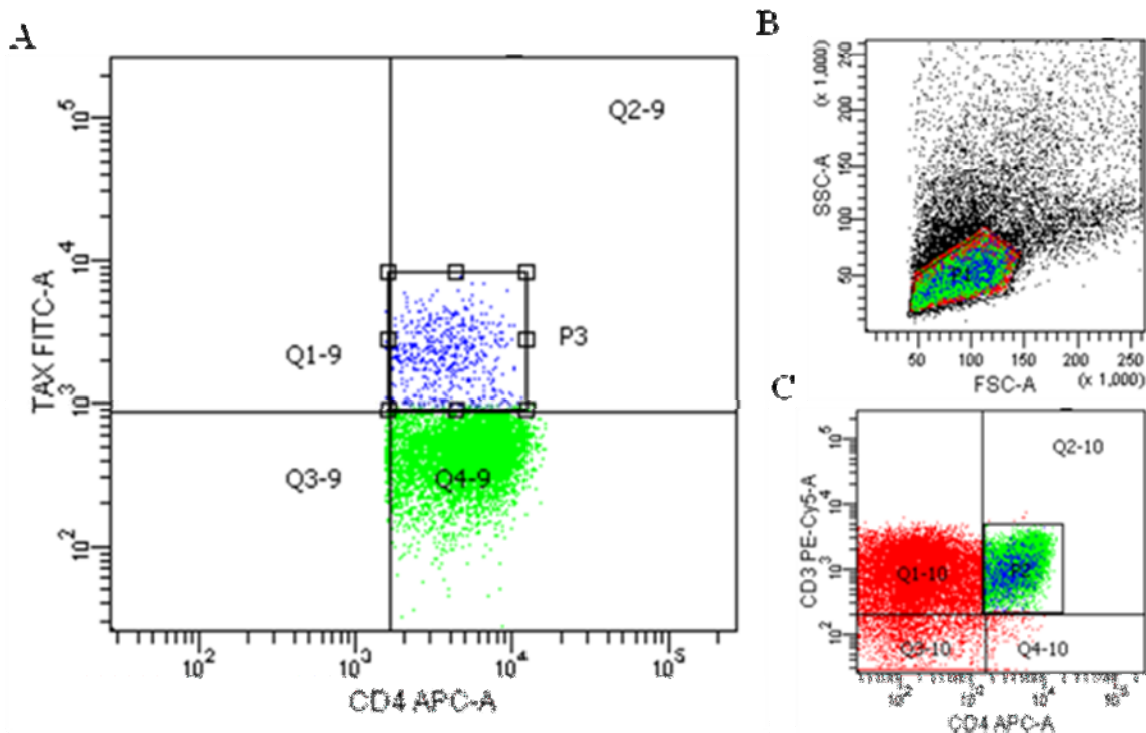 A
TAX FITC-A
10^5
10^4
10^3
10^2
Q2-9
Q1-9
P3
Q3-9
Q4-9
10^2
10^3
10^4
10^5
CD4 APC-A
B
SSC-A
(x 1,000)
250
200
150
100
50
50
100
150
200
250
FSC-A
(x 1,000)
C
CD3 PE-Cy5-A
10^5
10^4
10^3
10^2
Q2-10
Q1-10
Q3-10
Q4-10
10^4
CD4 APC-A